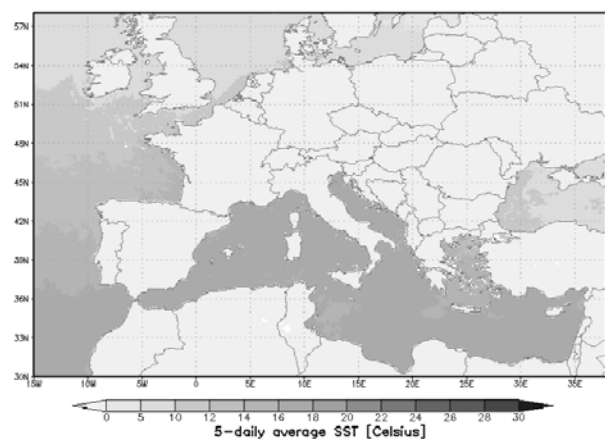 57N
54N
51N
48N
45N
42N
39N
36N
33N
30N
15W 10W 5W 0 5E 10E 15E 20E 25E 30E 35E
0 5 10 12 14 16 18 20 22 24 26 28 30
5-daily average SST [Celsius]